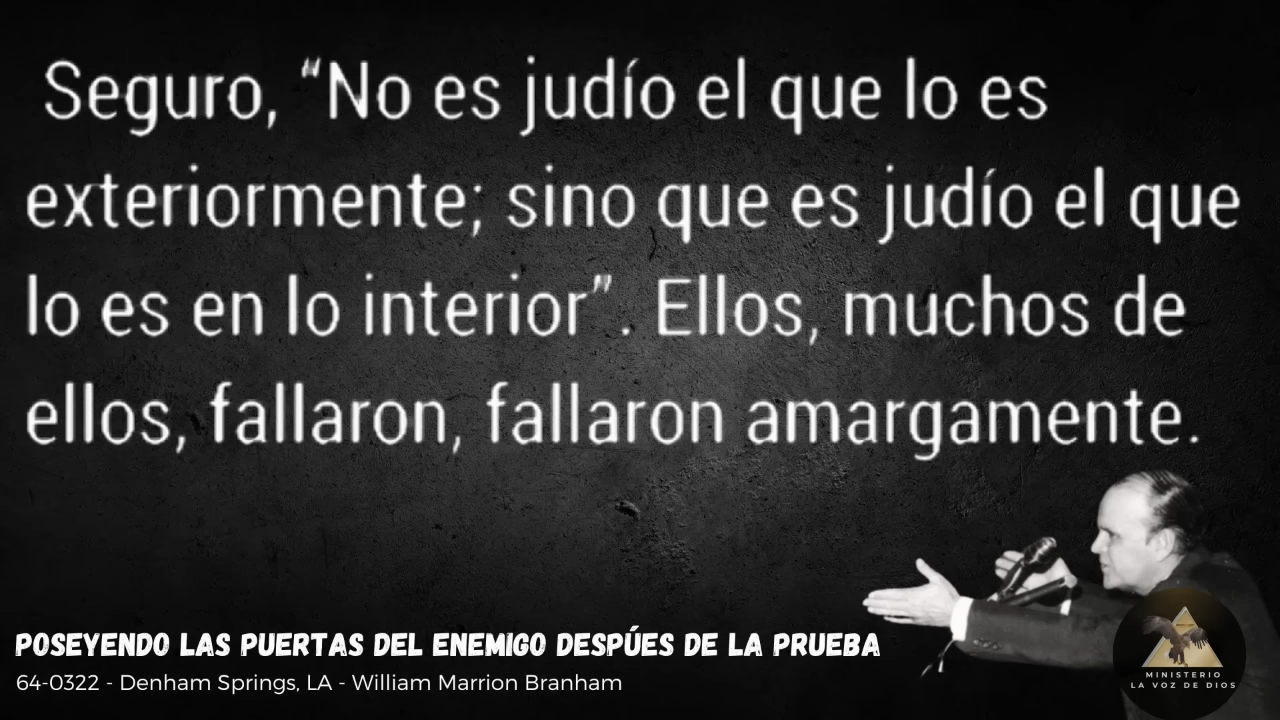 Seguro, “No es judío el que lo es
exteriormente; sino que es judío el que
lo es en lo interior”. Ellos, muchos de
ellos, fallaron, fallaron amargamente.
POSEYENDO LAS PUERTAS DEL ENEMIGO DESPÚES DE LA PRUEBA
64-0322 - Denham Springs, LA - William Marrion Branham
MINISTERIO
LA VOZ DE DIOS